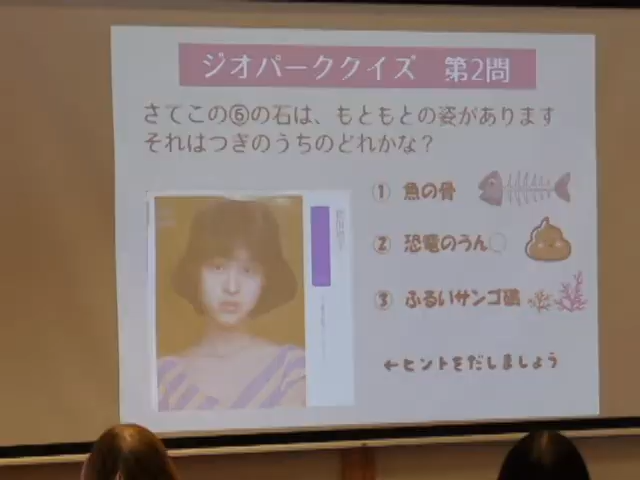 ジオパーククイズ　第2問
さてこの⑥の石は、もともとの姿があります
それはつぎのうちのどれかな？
① 魚の骨
② 恐竜のうん〇
③ ふるいサンゴ礁
←ヒントをだしましょう